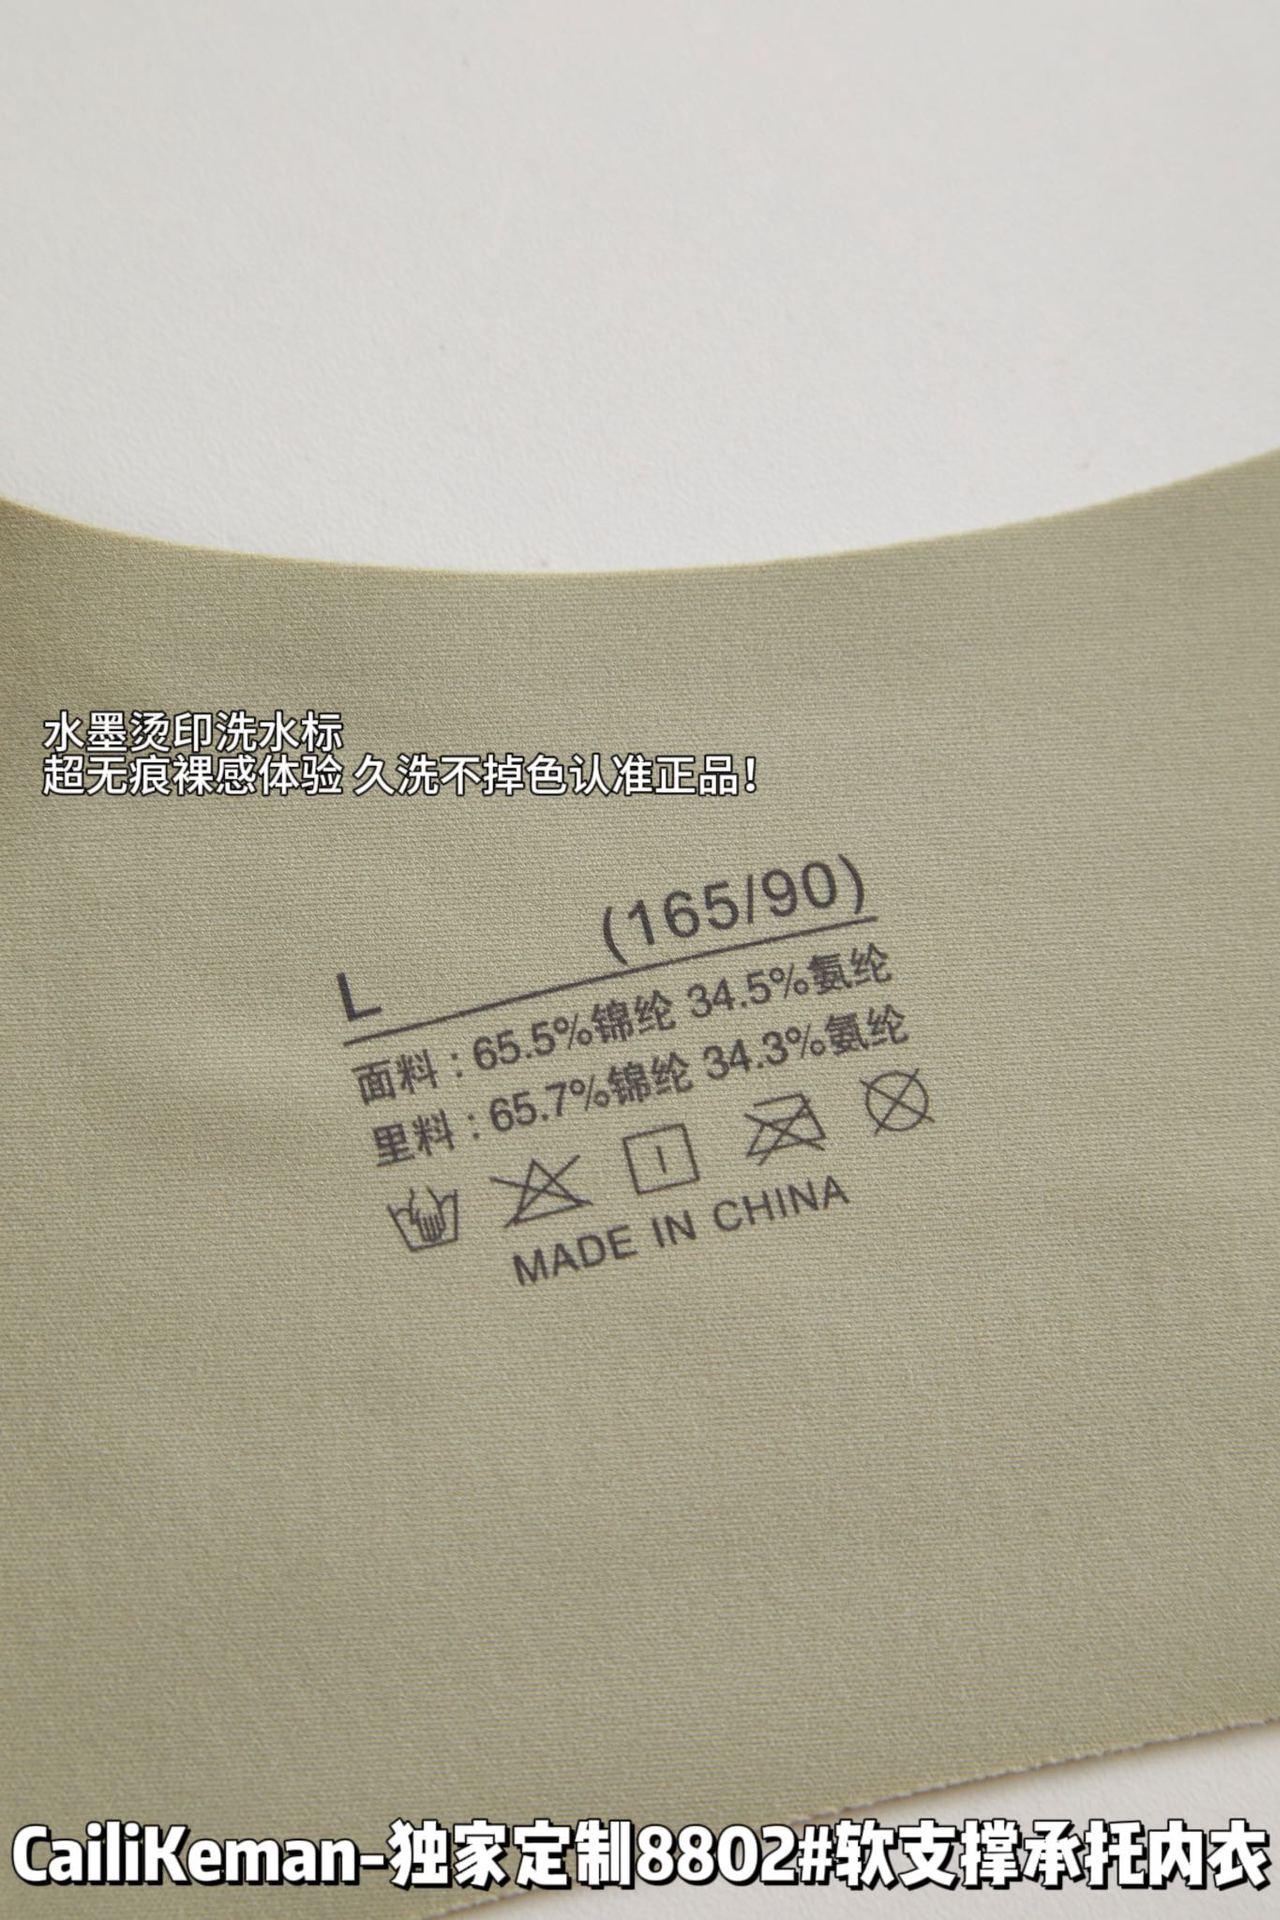 水墨烫印洗水标
超无痕裸感体验 久洗不掉色认准正品！
L (165/90)
面料：65.5%锦纶 34.5%氨纶
里料：65.7%锦纶 34.3%氨纶
MADE IN CHINA
CailiKeman-独家定制8802#软支撑承托内衣